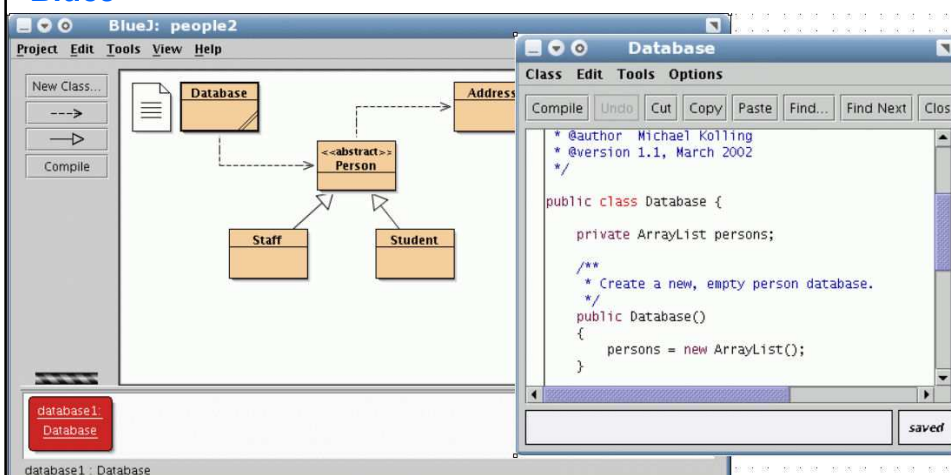 BlueJ: people2
Project Edit Tools View Help
New Class...
Compile
Database
Address
<<abstract>>
Person
Staff
Student
database1:
Database
database1 : Database
Database
Class Edit Tools Options
Compile Undo Cut Copy Paste Find... Find Next Clos
* @author Michael Kolling
* @version 1.1, March 2002
*/
public class Database {
private ArrayList persons;
/**
* Create a new, empty person database.
*/
public Database()
{
persons = new ArrayList();
}
saved